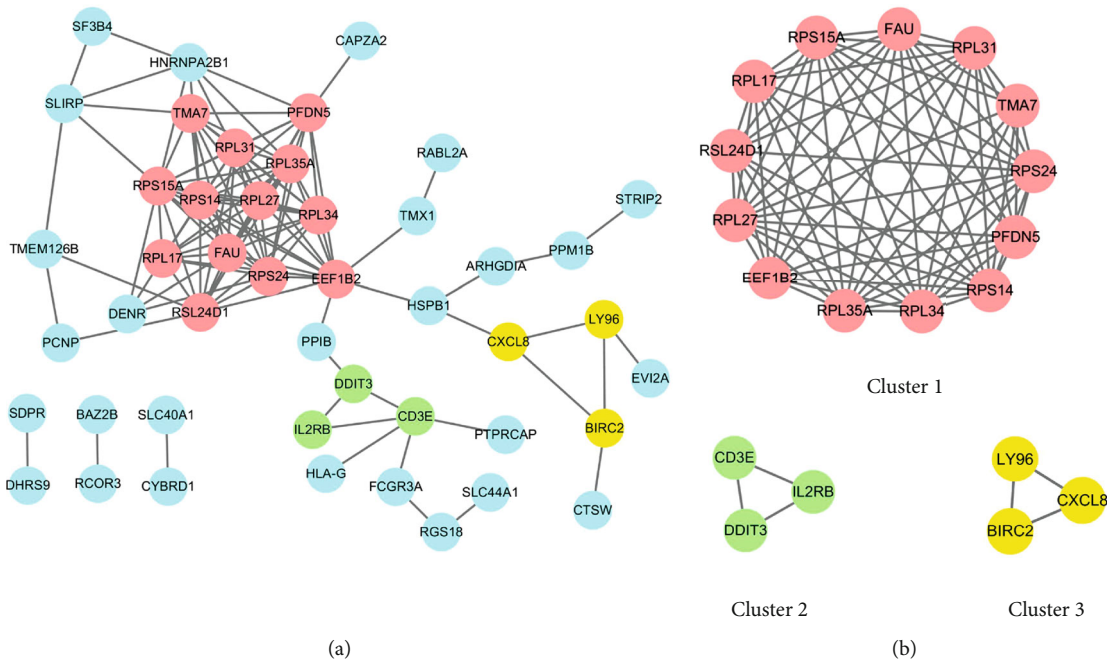 SF3B4
CAPZA2
HNRNPA2B1
SLIRP
TMA7
PFDN5
RPL31
RPL35A
RABL2A
RPS15A
RPS14
RPL27
STRIP2
RPL34
TMX1
TMEM126B
RPL17
FAU
PPM1B
RPS24
ARHGDIA
EEF1B2
DENR
RSL24D1
HSPB1
LY96
PCNP
PPIB
CXCL8
EVI2A
DDIT3
SDPR
BAZ2B
SLC40A1
IL2RB
CD3E
PTPRCAP
BIRC2
DHRS9
RCOR3
CYBRD1
HLA-G
FCGR3A
SLC44A1
CTSW
RGS18
(a)
FAU
RPS15A
RPL31
RPL17
TMA7
RSL24D1
RPS24
RPL27
PFDN5
EEF1B2
RPS14
RPL35A
RPL34
Cluster 1
CD3E
IL2RB
DDIT3
Cluster 2
LY96
CXCL8
BIRC2
Cluster 3
(b)